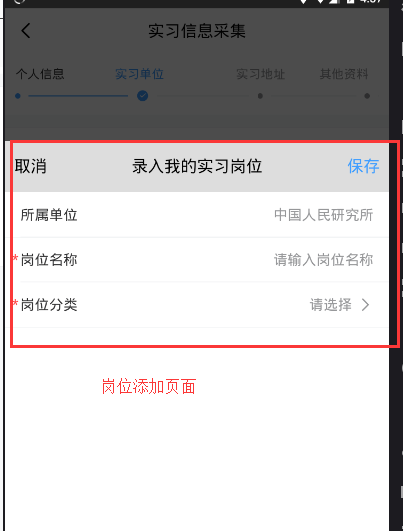 实习信息采集
个人信息 实习单位 实习地址 其他资料
取消 录入我的实习岗位 保存
所属单位 中国人民研究所
*岗位名称 请输入岗位名称
*岗位分类 请选择
岗位添加页面